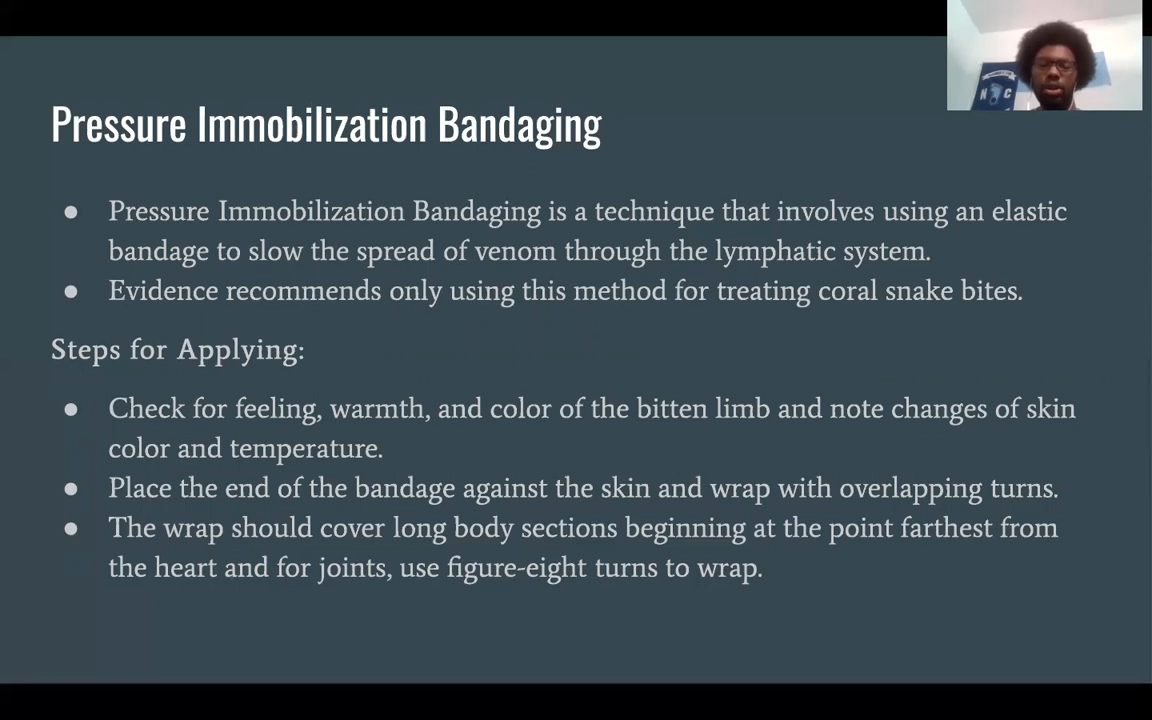 Pressure Immobilization Bandaging
● Pressure Immobilization Bandaging is a technique that involves using an elastic
bandage to slow the spread of venom through the lymphatic system.
● Evidence recommends only using this method for treating coral snake bites.
Steps for Applying:
● Check for feeling, warmth, and color of the bitten limb and note changes of skin
color and temperature.
● Place the end of the bandage against the skin and wrap with overlapping turns.
● The wrap should cover long body sections beginning at the point farthest from
the heart and for joints, use figure-eight turns to wrap.
N C